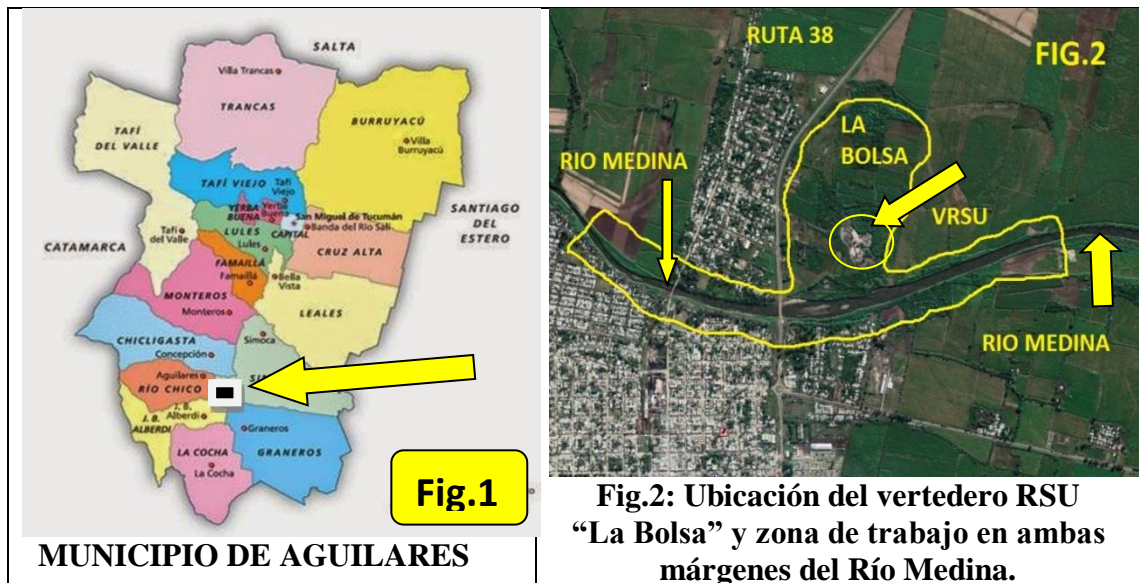 SALTA
Villa Trancas
TRANCAS
BURRUYACÚ
Villa
Burruyacú
TAFÍ
DEL VALLE
TAFÍ VIEJO
Tafí
Viejo
YERBA
BUENA
Yerba
Buena
San Miguel de Tucumán
CAPITAL
Banda del Río Salí
SANTIAGO
DEL
ESTERO
Tafí
del Valle
LULES
Lules
CRUZ ALTA
CATAMARCA
FAMAILLÁ
Famaillá
Bella
Vista
MONTEROS
Monteros
LEALES
CHICLIGASTA
Concepción
Simoca
Aguilares
RÍO CHICO
SI
J. B.
ALBERDI
J. B.
Alberdi
Graneros
LA COCHA
La Cocha
GRANEROS
Fig.1
MUNICIPIO DE AGUILARES
RUTA 38
FIG.2
LA
BOLSA
RIO MEDINA
VRSU
RIO MEDINA
Fig.2: Ubicación del vertedero RSU
“La Bolsa” y zona de trabajo en ambas
márgenes del Río Medina.